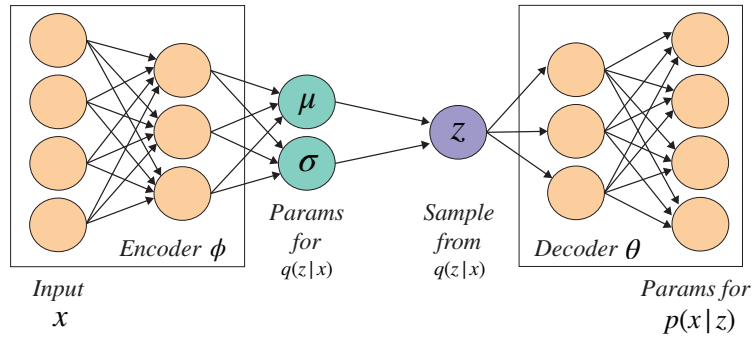 μ
σ
z
Encoder ϕ
Params
for
q(z|x)
Sample
from
q(z|x)
Decoder θ
Input
x
Params for
p(x|z)